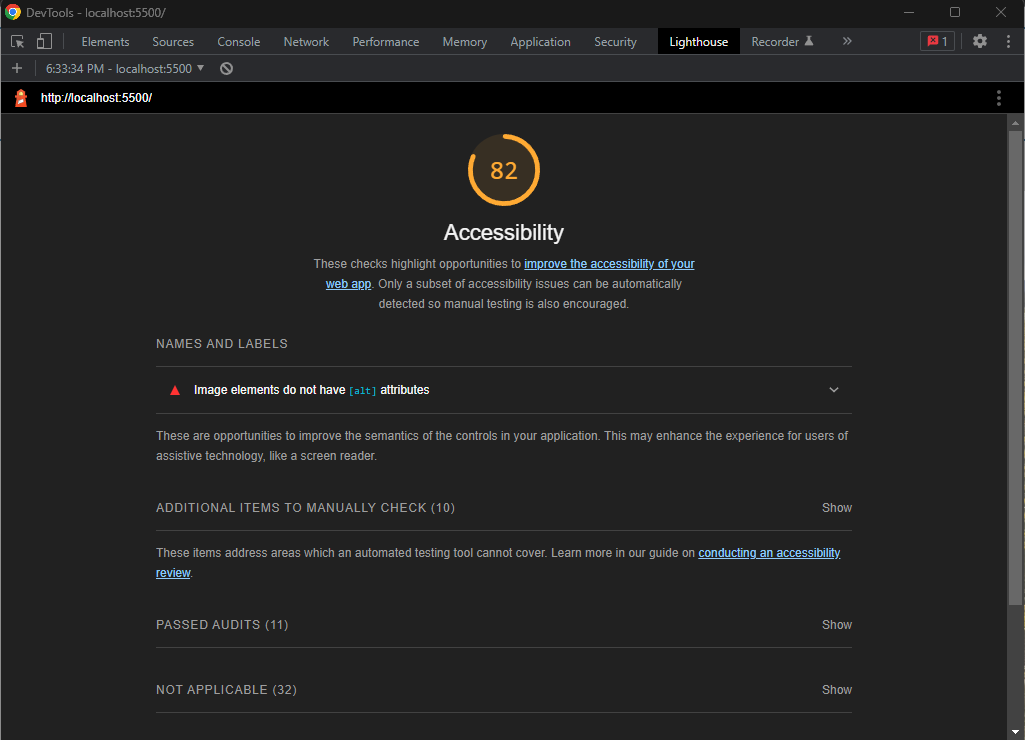 DevTools - localhost:5500/
Elements Sources Console Network Performance Memory Application Security Lighthouse Recorder 1
6:33:34 PM - localhost:5500
http://localhost:5500/
82
Accessibility
These checks highlight opportunities to improve the accessibility of your
web app. Only a subset of accessibility issues can be automatically
detected so manual testing is also encouraged.
NAMES AND LABELS
Image elements do not have [alt] attributes
These are opportunities to improve the semantics of the controls in your application. This may enhance the experience for users of
assistive technology, like a screen reader.
ADDITIONAL ITEMS TO MANUALLY CHECK (10) Show
These items address areas which an automated testing tool cannot cover. Learn more in our guide on conducting an accessibility
review.
PASSED AUDITS (11) Show
NOT APPLICABLE (32) Show